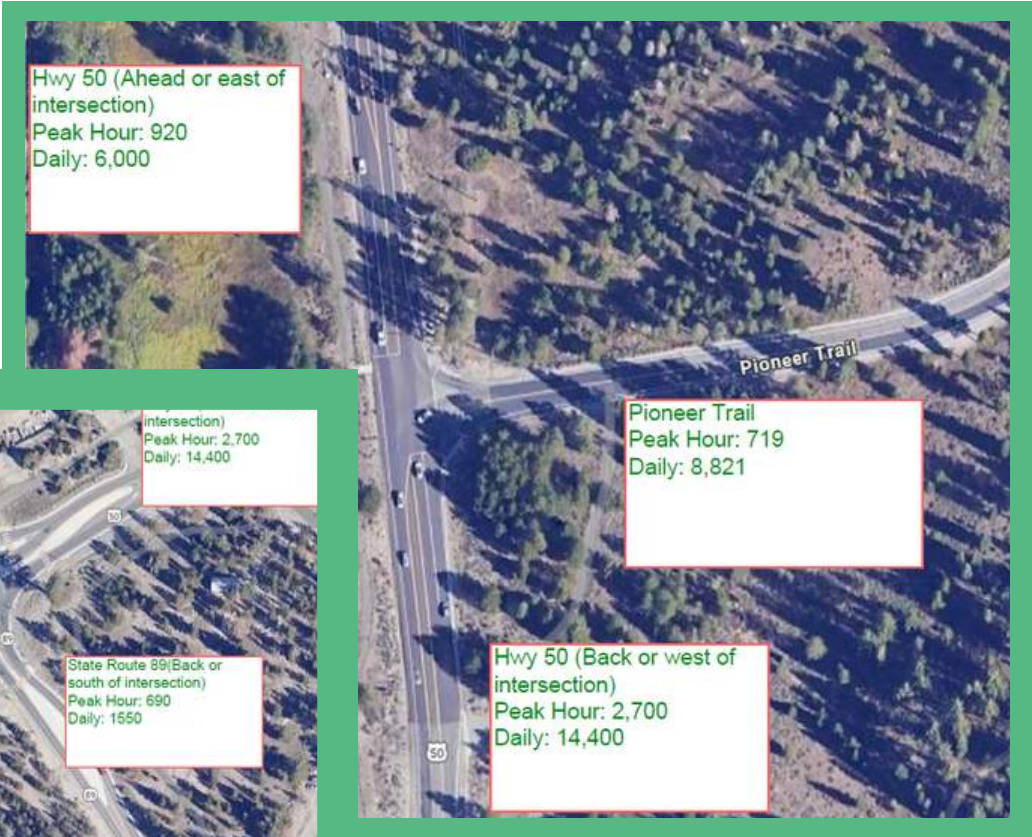 Hwy 50 (Ahead or east of
intersection)
Peak Hour: 920
Daily: 6,000
Pioneer Trail
Pioneer Trail
Peak Hour: 719
Daily: 8,821
Hwy 50 (Back or west of
intersection)
Peak Hour: 2,700
Daily: 14,400
50
intersection)
Peak Hour: 2,700
Daily: 14,400
50
89
State Route 89(Back or
south of intersection)
Peak Hour: 690
Daily: 1550
89